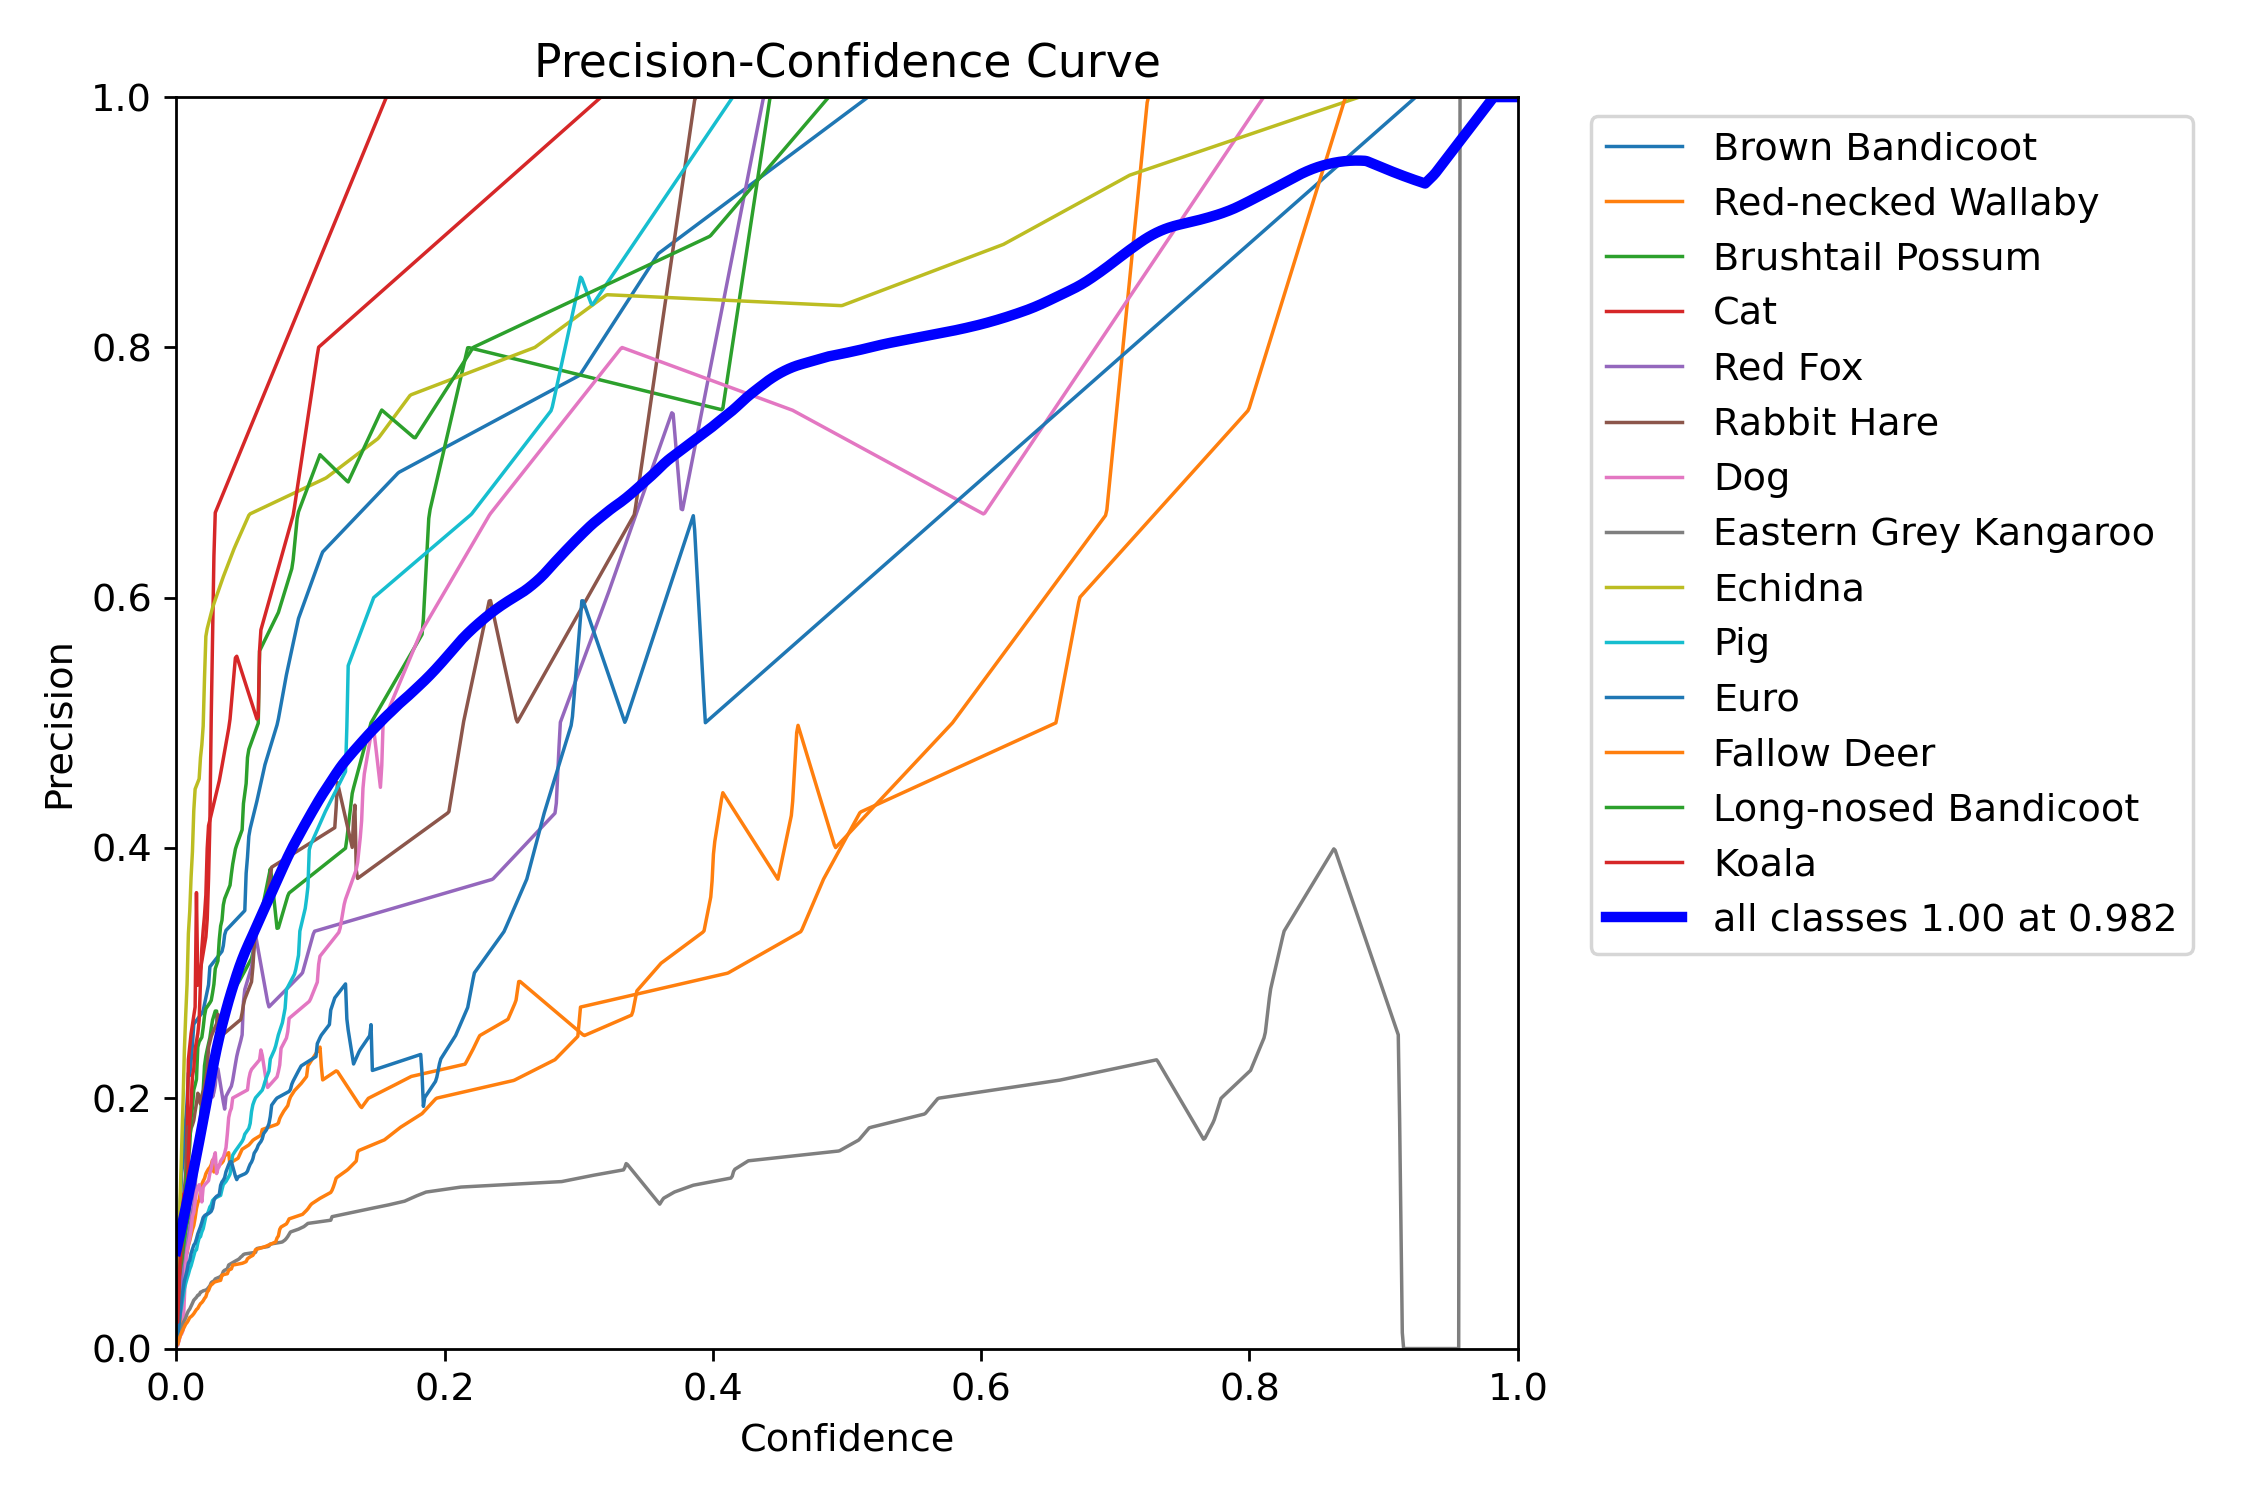 Precision-Confidence Curve
1.0
0.8
0.6
0.4
0.2
0.0
Precision
0.0 0.2 0.4 0.6 0.8 1.0
Confidence
Brown Bandicoot
Red-necked Wallaby
Brushtail Possum
Cat
Red Fox
Rabbit Hare
Dog
Eastern Grey Kangaroo
Echidna
Pig
Euro
Fallow Deer
Long-nosed Bandicoot
Koala
all classes 1.00 at 0.982